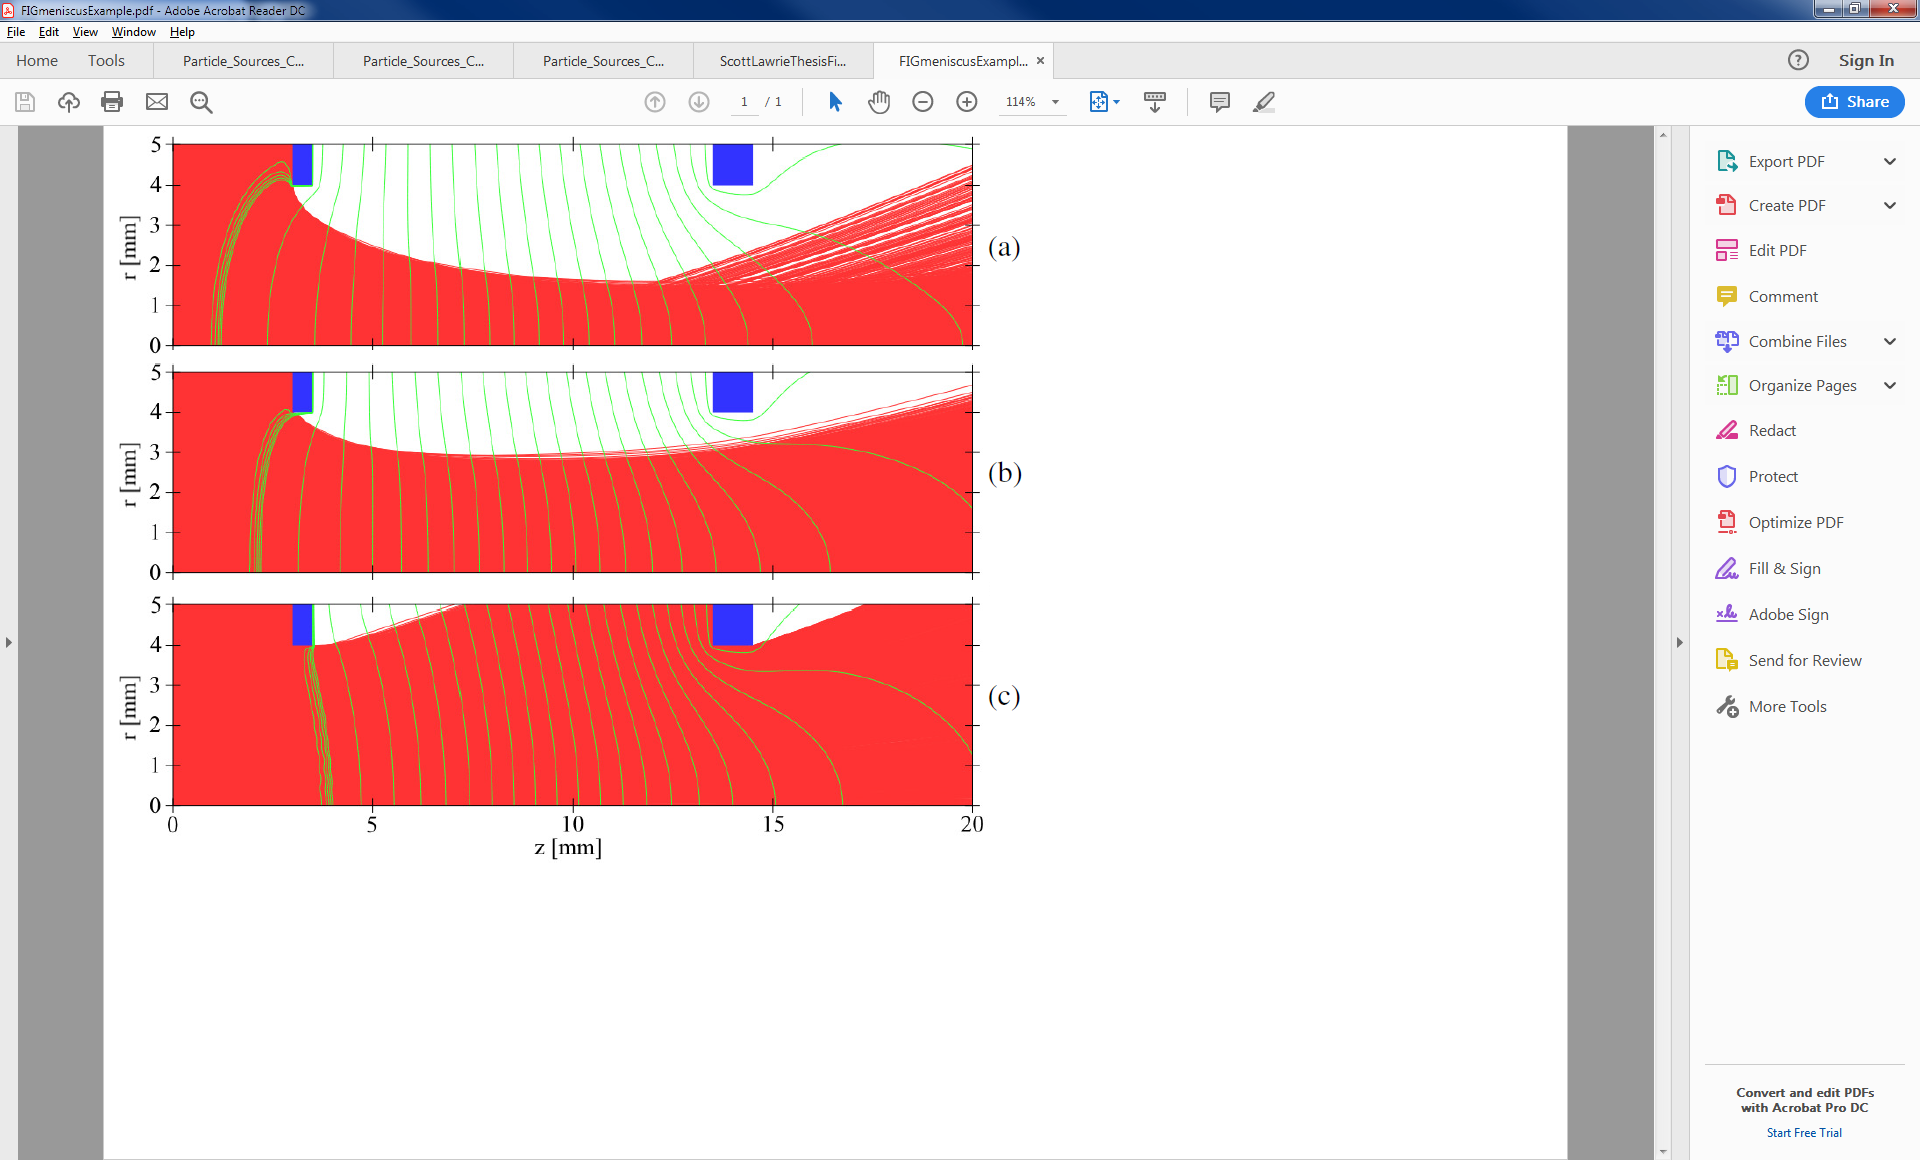 FIGmeniscusExample.pdf - Adobe Acrobat Reader DC
File Edit View Window Help
Home Tools Particle_Sources_C... Particle_Sources_C... Particle_Sources_C... ScottLawrieThesisFi... FIGmeniscusExampl... ×
? Sign In
1 / 1 114%
Share
5
4
3
2
1
0
r [mm]
(a)
5
4
3
2
1
0
r [mm]
(b)
5
4
3
2
1
0
r [mm]
(c)
0 5 10 15 20
z [mm]
Export PDF
Create PDF
Edit PDF
Comment
Combine Files
Organize Pages
Redact
Protect
Optimize PDF
Fill & Sign
Adobe Sign
Send for Review
More Tools
Convert and edit PDFs
with Acrobat Pro DC
Start Free Trial